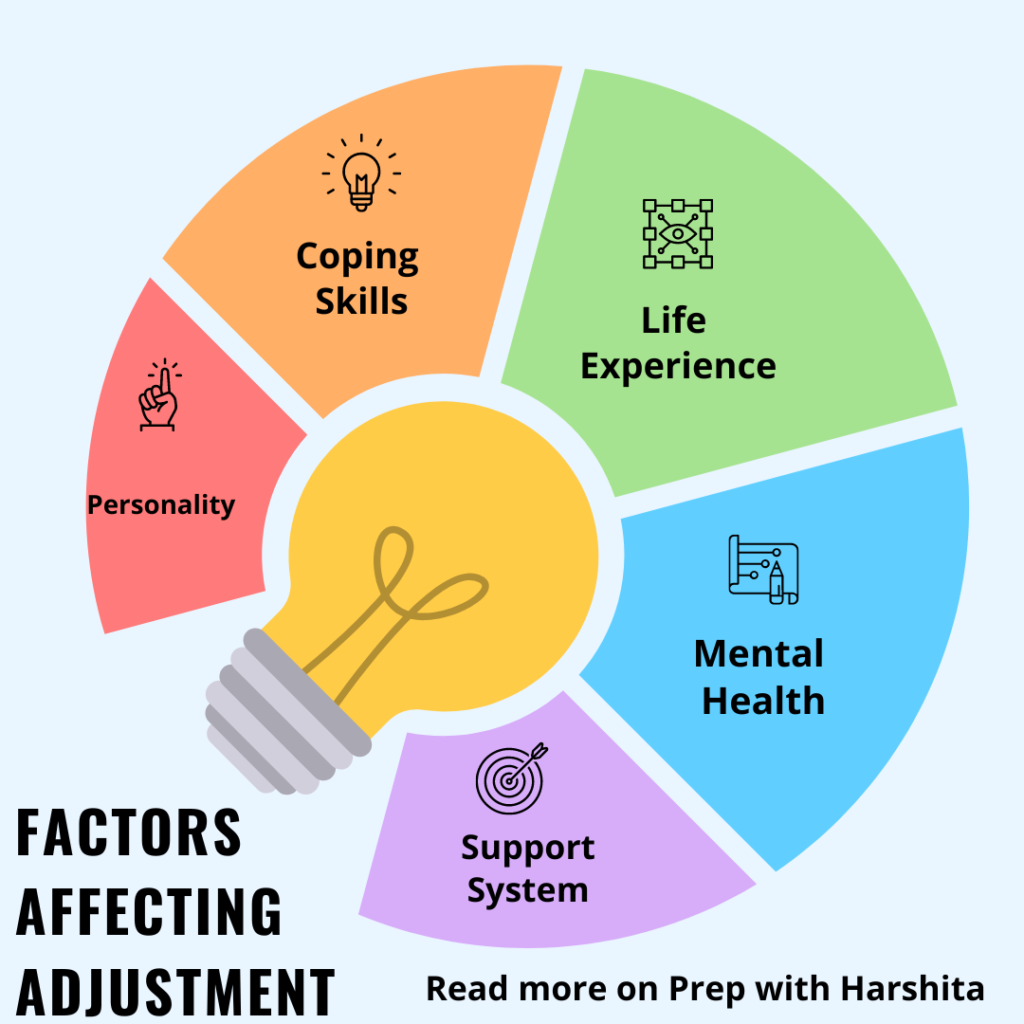 Coping
Skills
Life
Experience
Personality
Mental
Health
Support
System
FACTORS
AFFECTING
ADJUSTMENT
Read more on Prep with Harshita